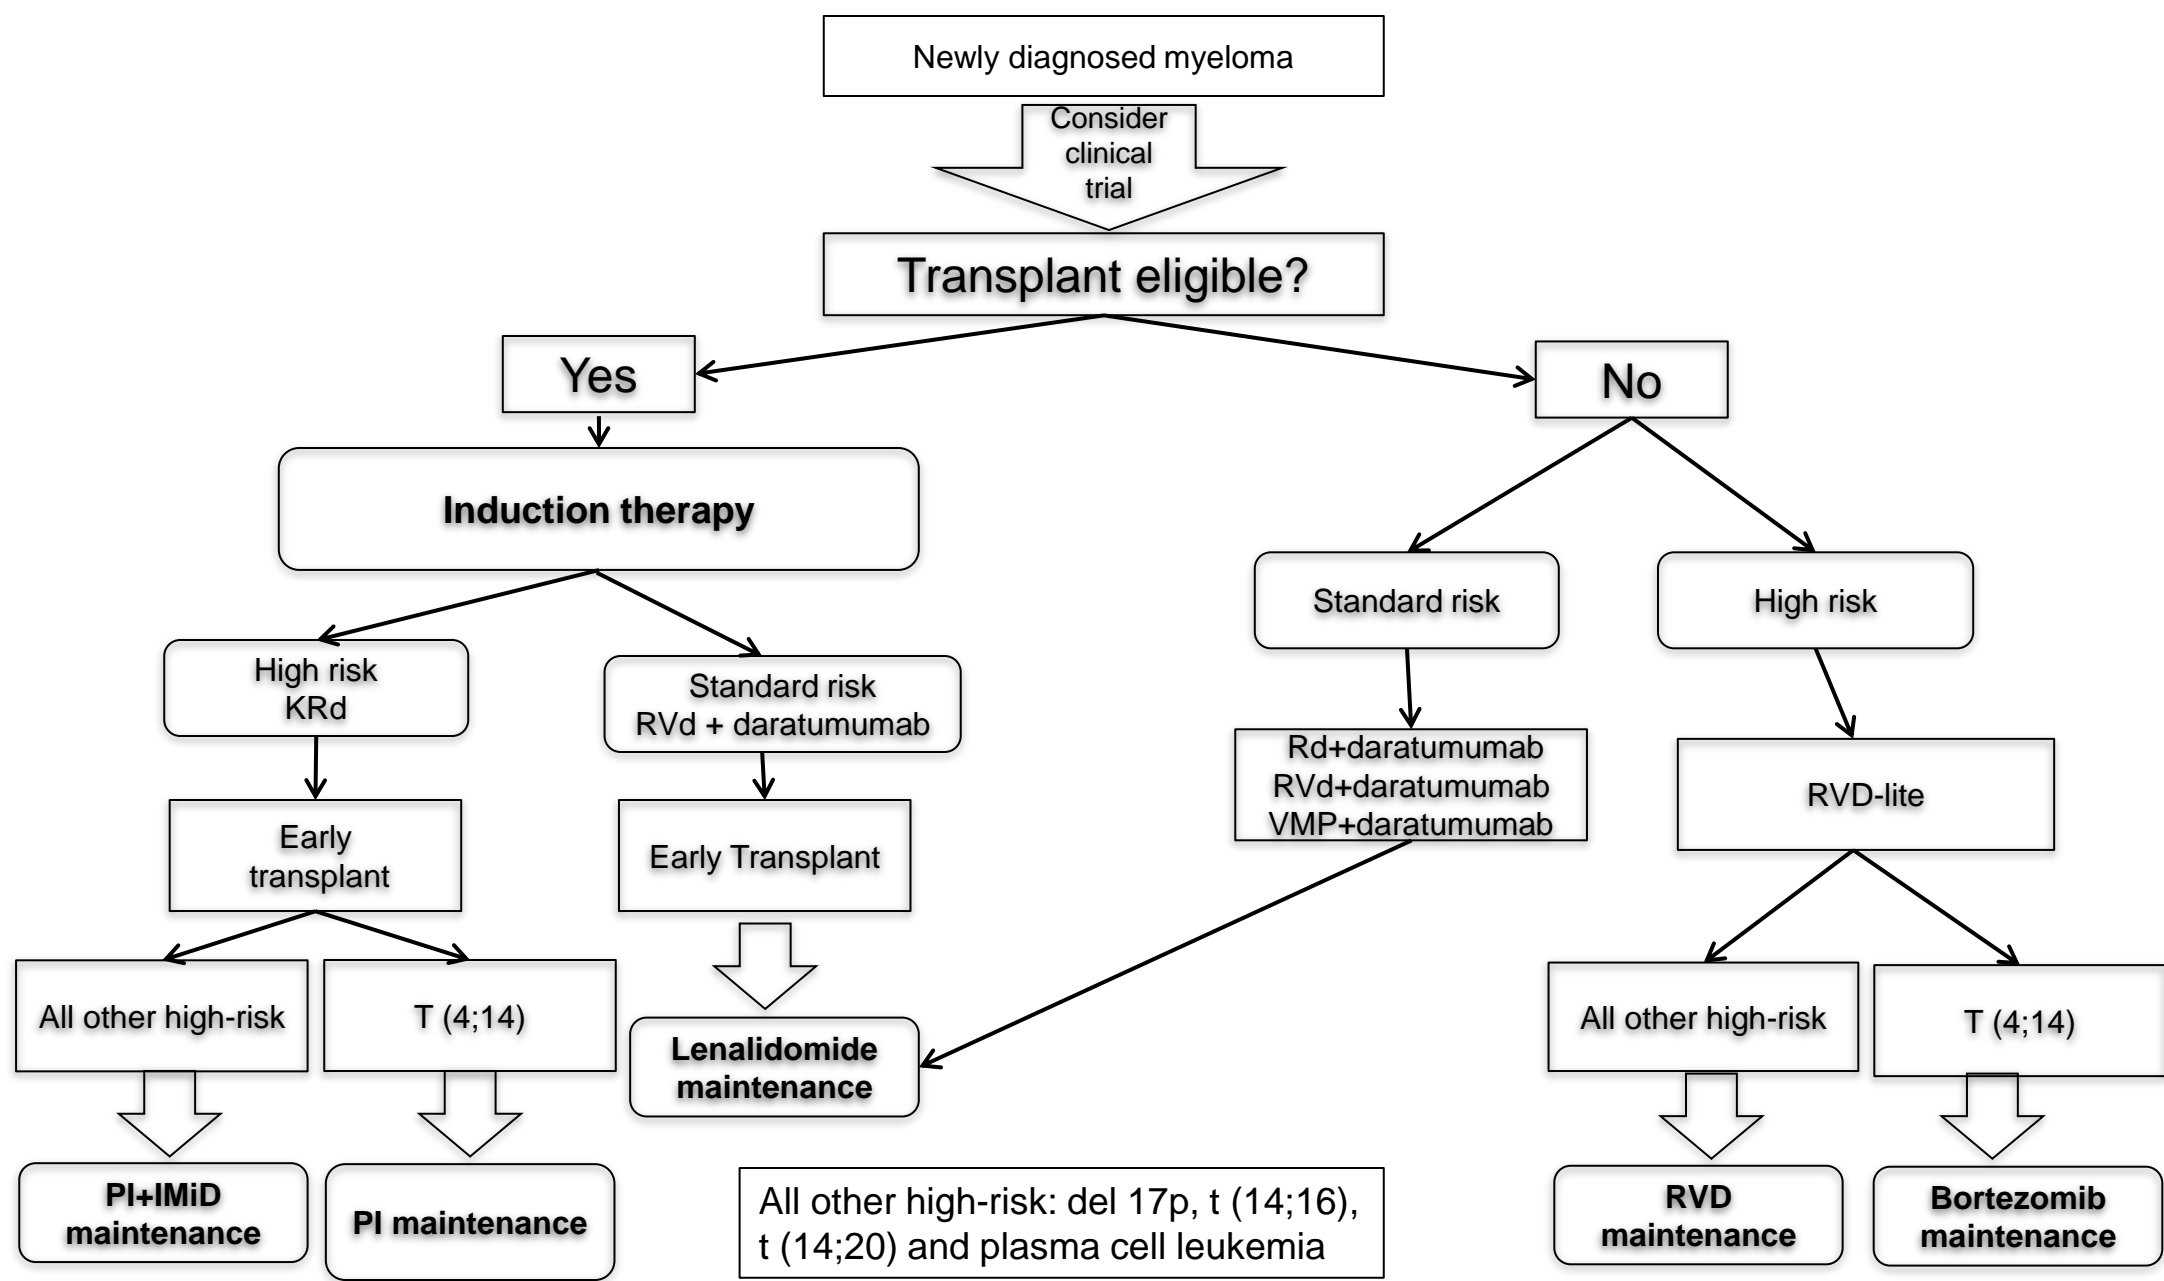 Newly diagnosed myeloma
Consider
clinical
trial
Transplant eligible?
Yes
No
Induction therapy
Standard risk
High risk
High risk
KRd
Standard risk
RVd + daratumumab
Rd+daratumumab
RVd+daratumumab
VMP+daratumumab
RVD-lite
Early
transplant
Early Transplant
All other high-risk
T (4;14)
All other high-risk
T (4;14)
Lenalidomide
maintenance
PI+IMiD
maintenance
PI maintenance
All other high-risk: del 17p, t (14;16),
t (14;20) and plasma cell leukemia
RVD
maintenance
Bortezomib
maintenance